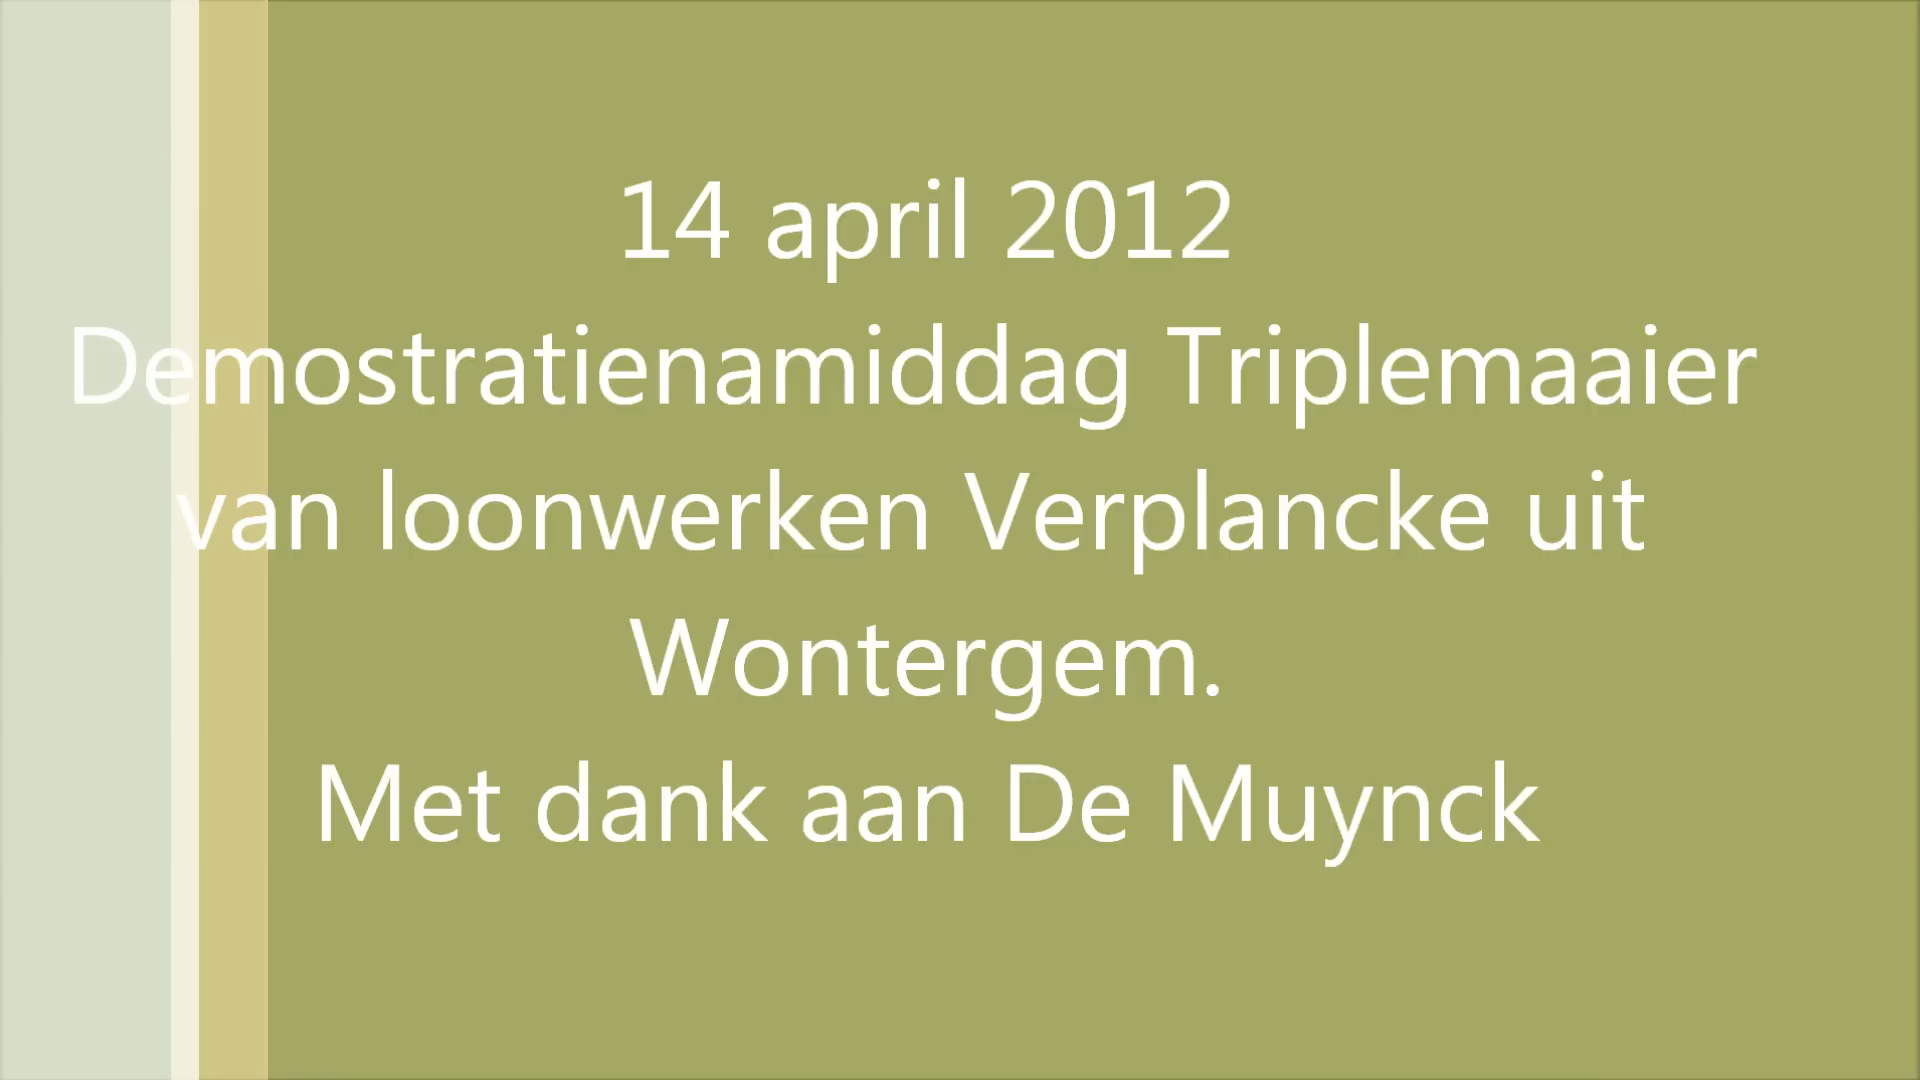 14 april 2012
Demostratienamiddag Triplemaaier
van loonwerken Verplancke uit
Wontergem.
Met dank aan De Muynck